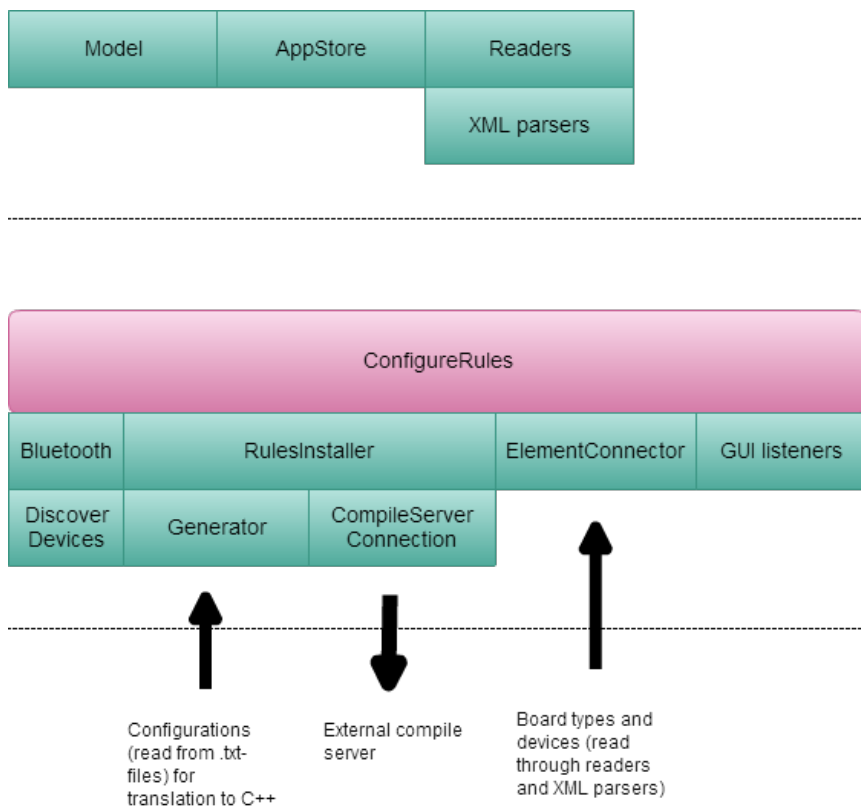 Model
AppStore
Readers
XML parsers
ConfigureRules
Bluetooth
RulesInstaller
ElementConnector
GUI listeners
Discover
Devices
Generator
CompileServer
Connection
Configurations
(read from .txt-
files) for
translation to C++
External compile
server
Board types and
devices (read
through readers
and XML parsers)